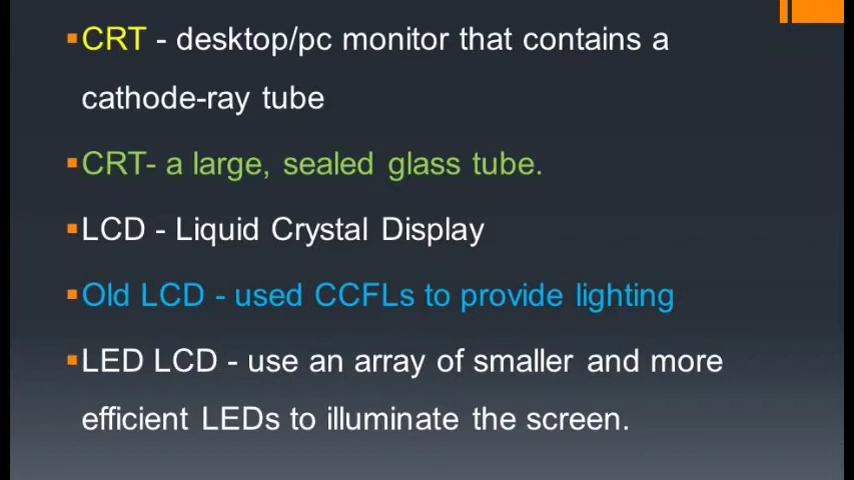 ▪CRT - desktop/pc monitor that contains a
cathode-ray tube
▪CRT- a large, sealed glass tube.
▪LCD - Liquid Crystal Display
▪Old LCD - used CCFLs to provide lighting
▪LED LCD - use an array of smaller and more
efficient LEDs to illuminate the screen.